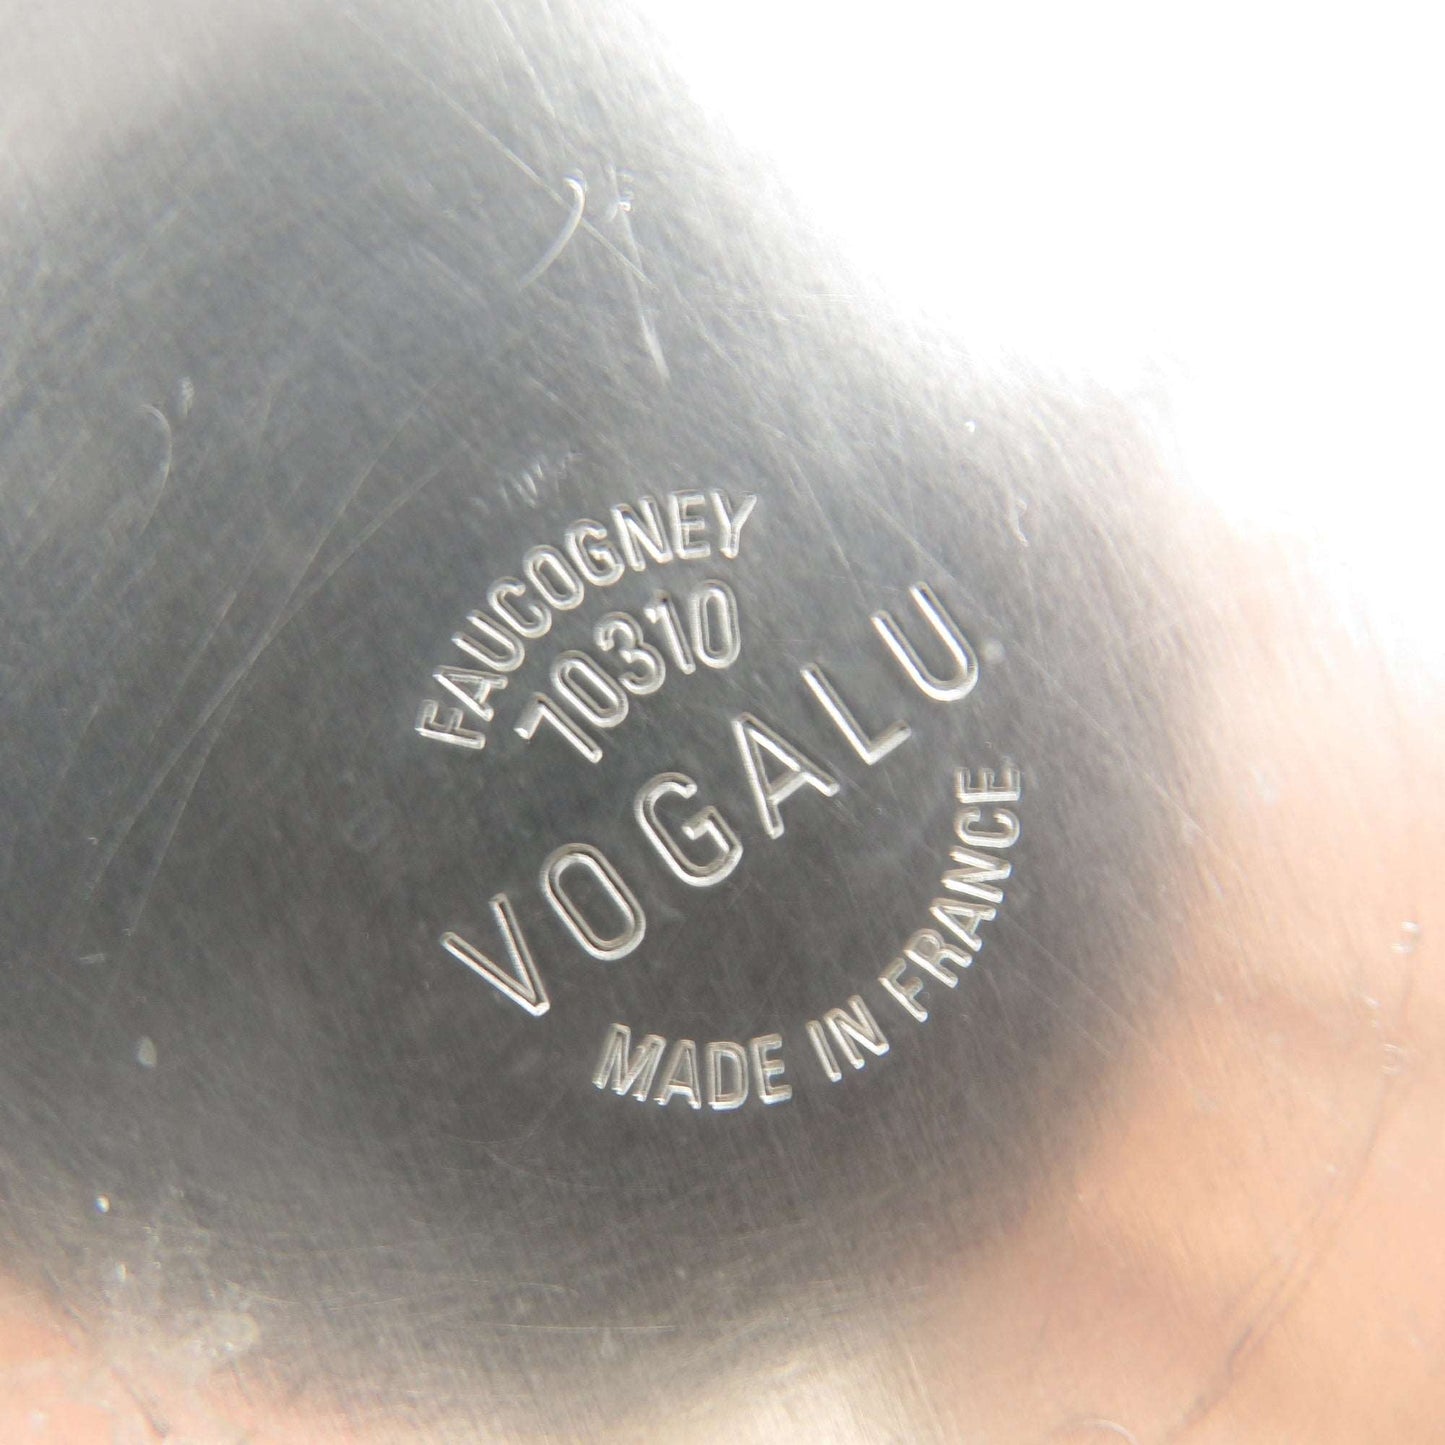 FAUCOGNEY
70310
VOGALU
MADE IN FRANCE